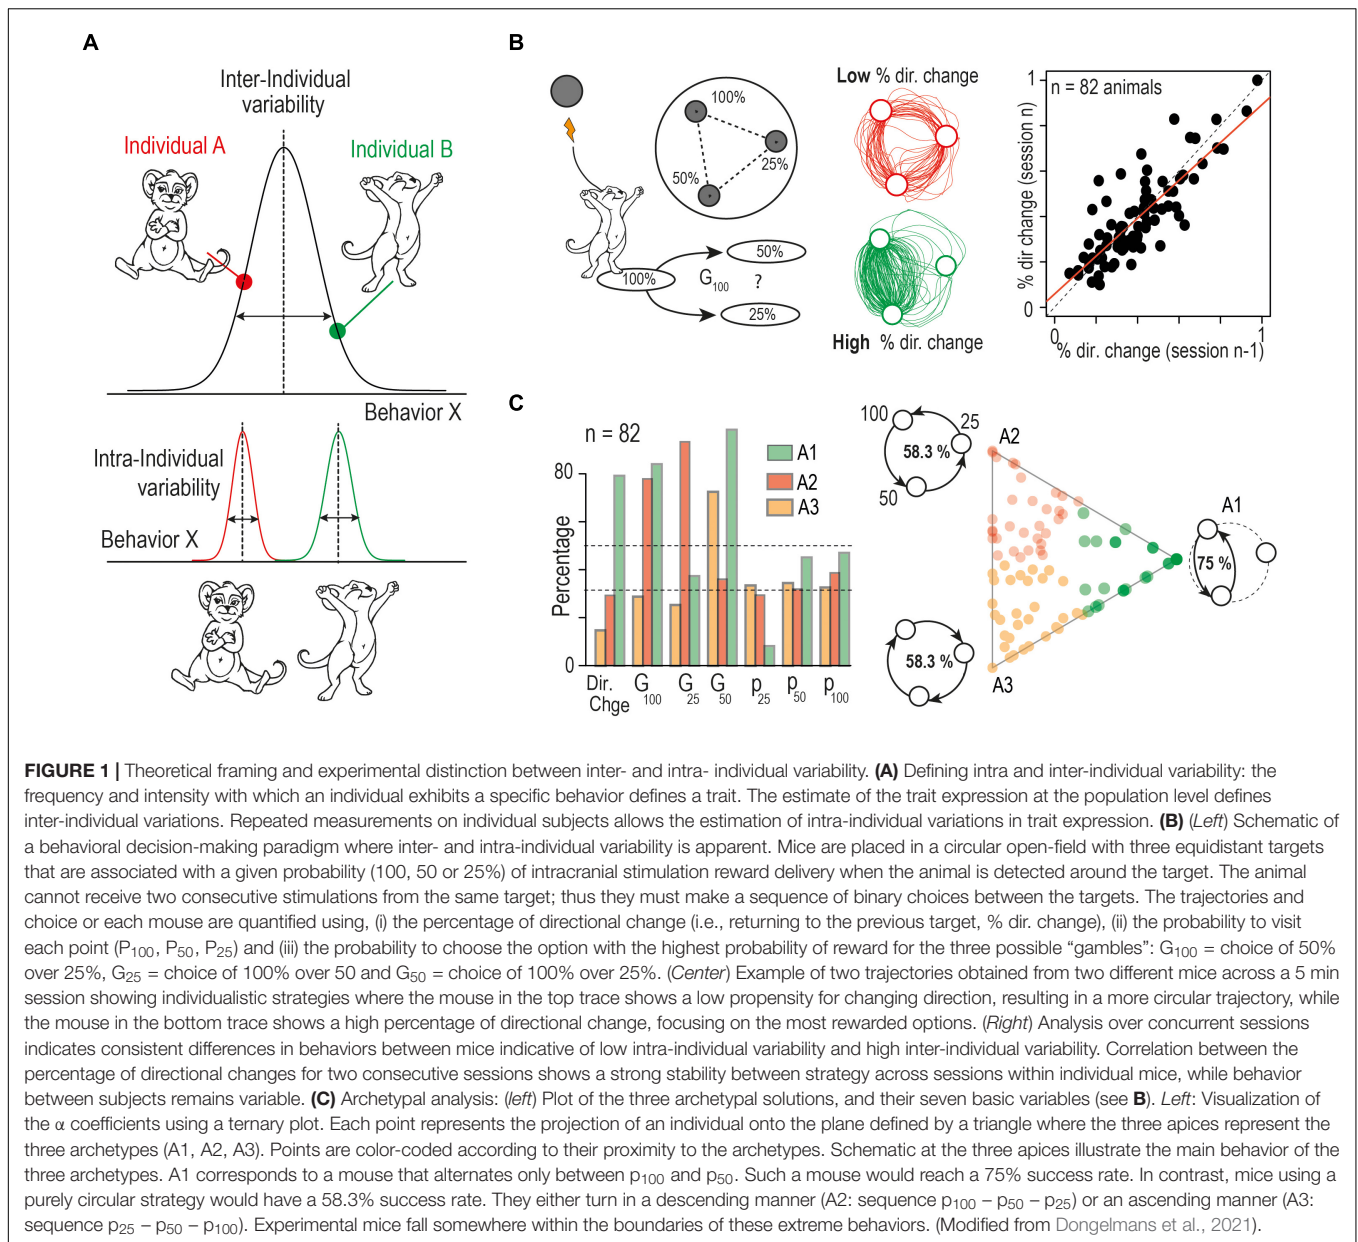 A
Inter-Individual
variability
Individual A
Individual B
Behavior X
Intra-Individual
variability
Behavior X
B
100%
25%
50%
100%
50%
G100
?
25%
Low % dir. change
High % dir. change
n = 82 animals
1
% dir change (session n)
0
0
1
% dir. change (session n-1)
C
n = 82
A1
A2
A3
80
Percentage
0
Dir. Chge
G100
G25
G50
p25
p50
p100
100
25
50
58.3 %
A2
A1
75 %
58.3 %
A3
FIGURE 1 | Theoretical framing and experimental distinction between inter- and intra- individual variability. (A) Defining intra and inter-individual variability: the
frequency and intensity with which an individual exhibits a specific behavior defines a trait. The estimate of the trait expression at the population level defines
inter-individual variations. Repeated measurements on individual subjects allows the estimation of intra-individual variations in trait expression. (B) (Left) Schematic of
a behavioral decision-making paradigm where inter- and intra-individual variability is apparent. Mice are placed in a circular open-field with three equidistant targets
that are associated with a given probability (100, 50 or 25%) of intracranial stimulation reward delivery when the animal is detected around the target. The animal
cannot receive two consecutive stimulations from the same target; thus they must make a sequence of binary choices between the targets. The trajectories and
choice or each mouse are quantified using, (i) the percentage of directional change (i.e., returning to the previous target, % dir. change), (ii) the probability to visit
each point (P100, P50, P25) and (iii) the probability to choose the option with the highest probability of reward for the three possible “gambles”: G100 = choice of 50%
over 25%, G25 = choice of 100% over 50 and G50 = choice of 100% over 25%. (Center) Example of two trajectories obtained from two different mice across a 5 min
session showing individualistic strategies where the mouse in the top trace shows a low propensity for changing direction, resulting in a more circular trajectory, while
the mouse in the bottom trace shows a high percentage of directional change, focusing on the most rewarded options. (Right) Analysis over concurrent sessions
indicates consistent differences in behaviors between mice indicative of low intra-individual variability and high inter-individual variability. Correlation between the
percentage of directional changes for two consecutive sessions shows a strong stability between strategy across sessions within individual mice, while behavior
between subjects remains variable. (C) Archetypal analysis: (left) Plot of the three archetypal solutions, and their seven basic variables (see B). Left: Visualization of
the α coefficients using a ternary plot. Each point represents the projection of an individual onto the plane defined by a triangle where the three apices represent the
three archetypes (A1, A2, A3). Points are color-coded according to their proximity to the archetypes. Schematic at the three apices illustrate the main behavior of the
three archetypes. A1 corresponds to a mouse that alternates only between p100 and p50. Such a mouse would reach a 75% success rate. In contrast, mice using a
purely circular strategy would have a 58.3% success rate. They either turn in a descending manner (A2: sequence p100 – p50 – p25) or an ascending manner (A3:
sequence p25 – p50 – p100). Experimental mice fall somewhere within the boundaries of these extreme behaviors. (Modified from Dongelmans et al., 2021).